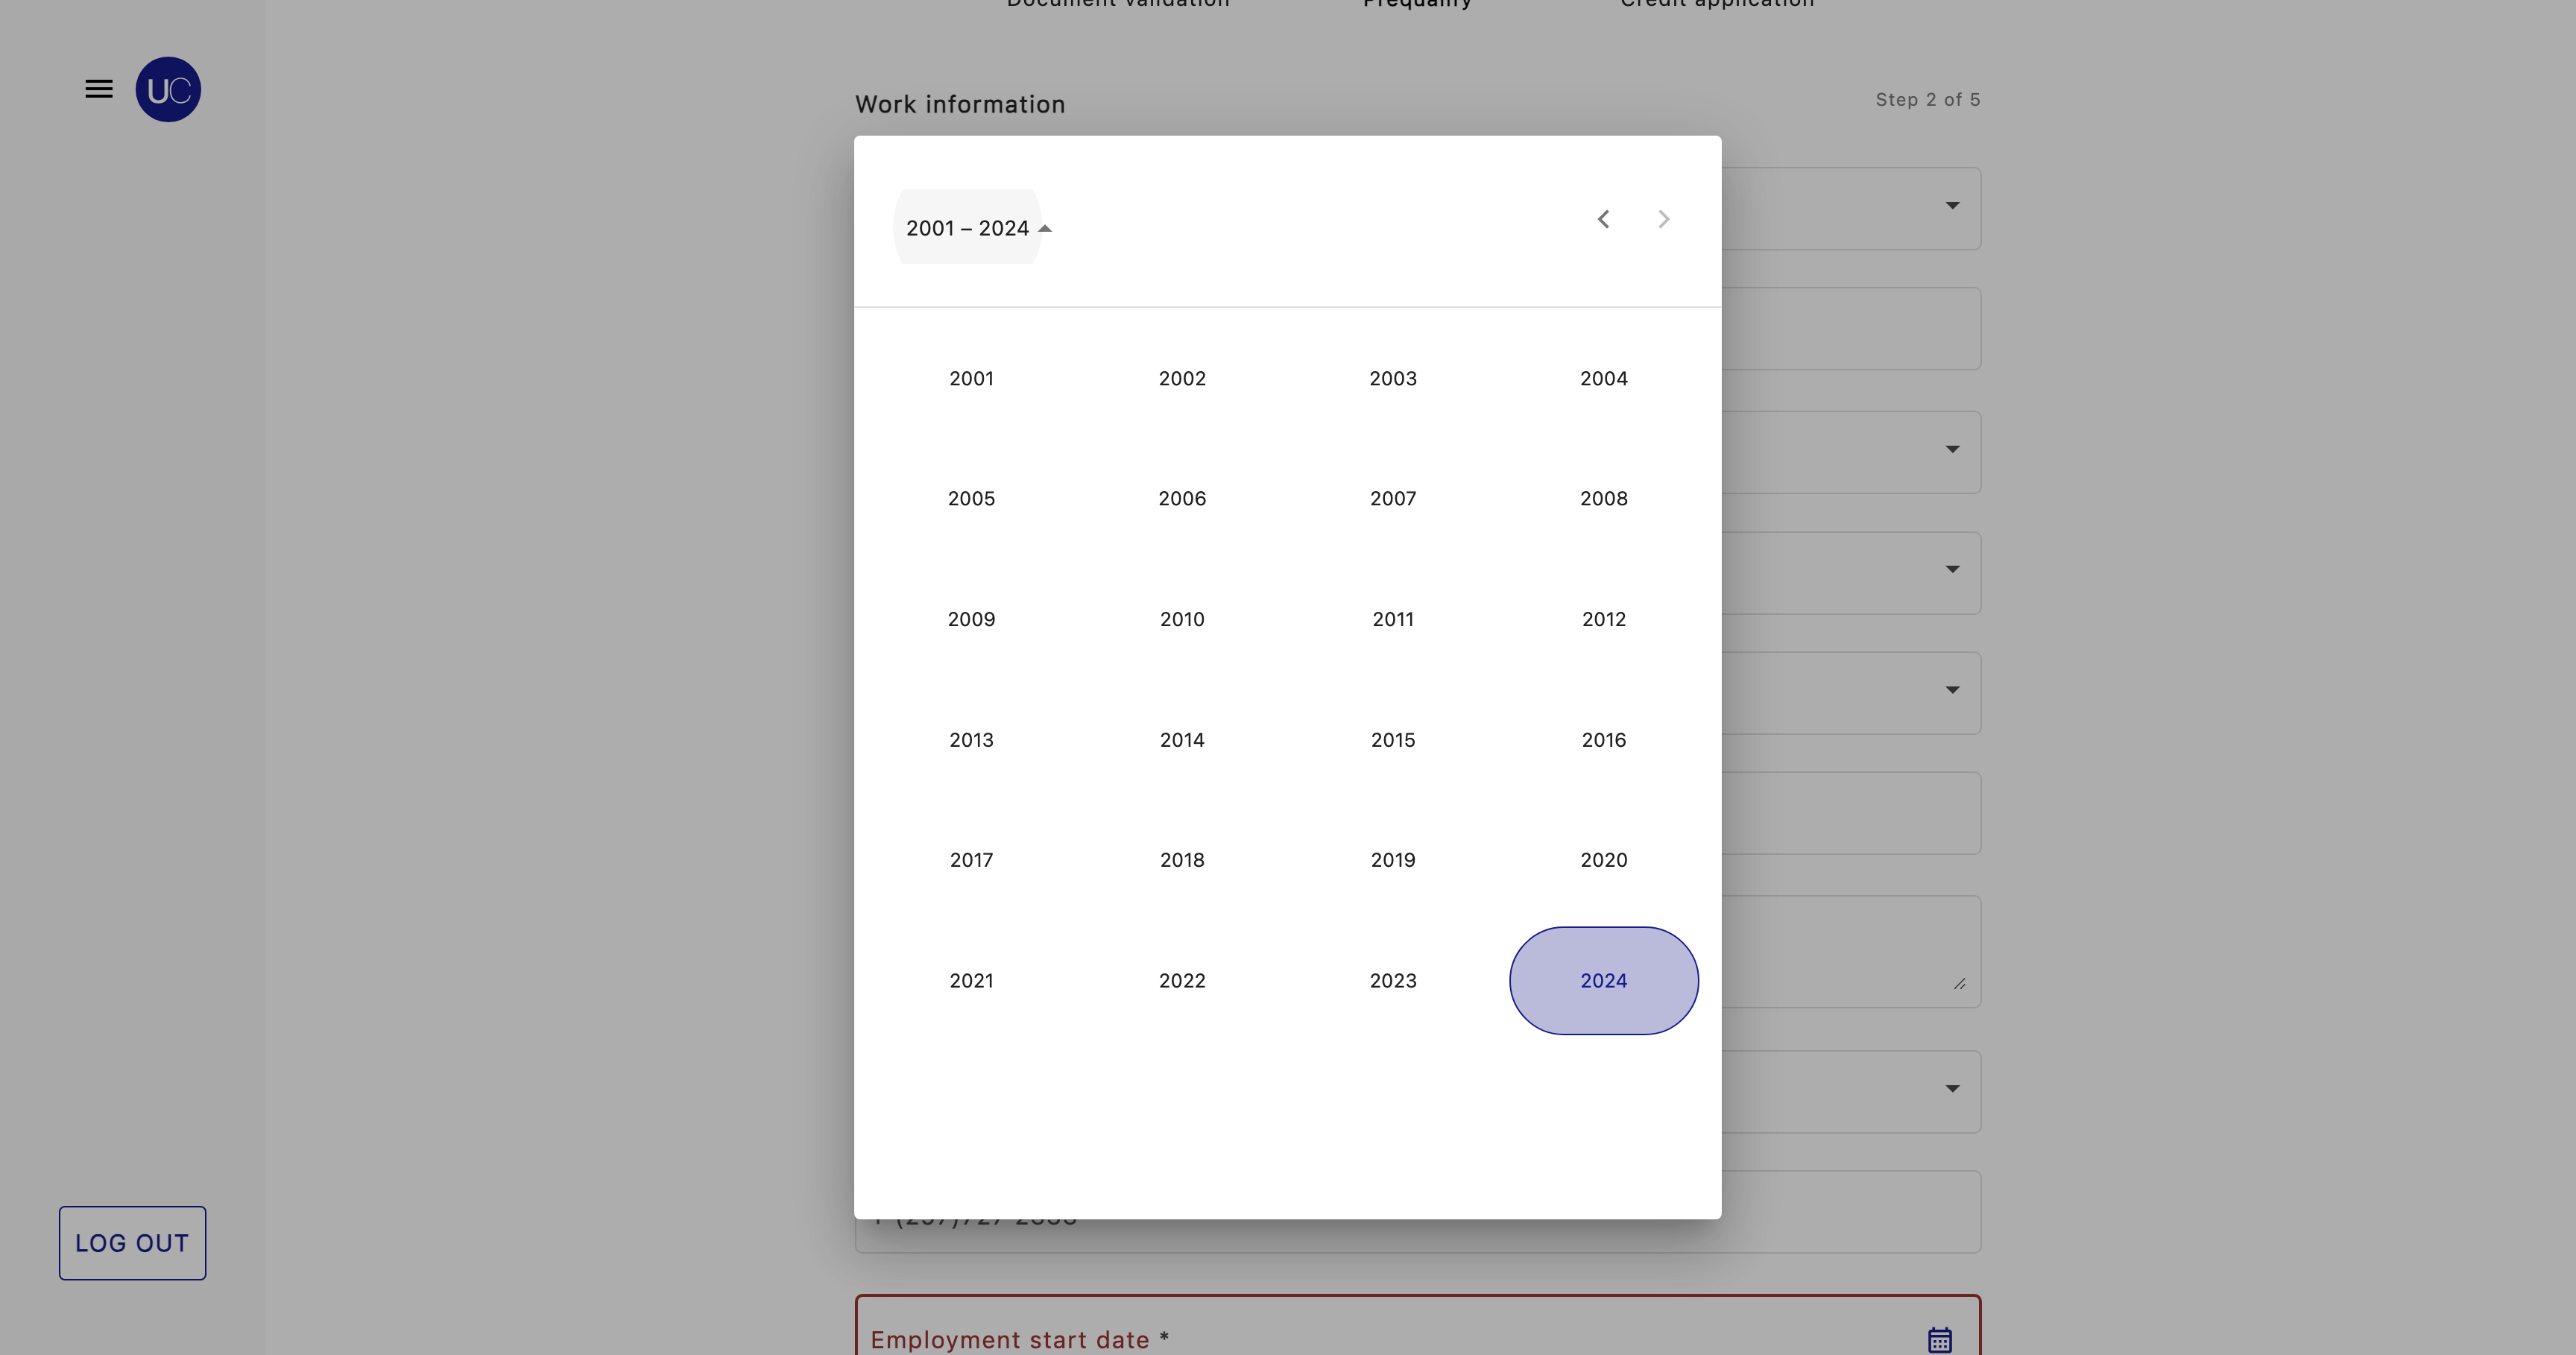 Document validation Prequalify Credit application
UC
Work information
Step 2 of 5
2001 – 2024
2001 2002 2003 2004
2005 2006 2007 2008
2009 2010 2011 2012
2013 2014 2015 2016
2017 2018 2019 2020
2021 2022 2023 2024
LOG OUT
Employment start date *